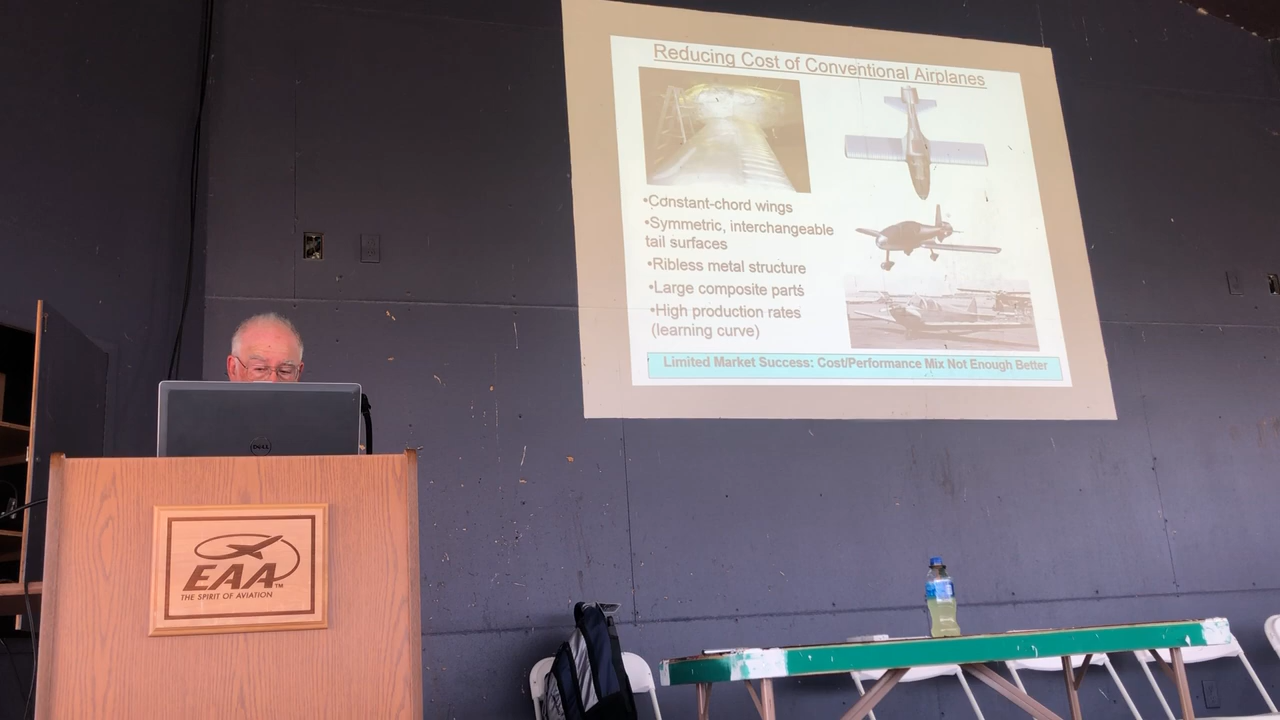 Reducing Cost of Conventional Airplanes
•Constant-chord wings
•Symmetric, interchangeable
tail surfaces
•Ribless metal structure
•Large composite parts
•High production rates
(learning curve)
Limited Market Success: Cost/Performance Mix Not Enough Better
DELL
EAA™
THE SPIRIT OF AVIATION